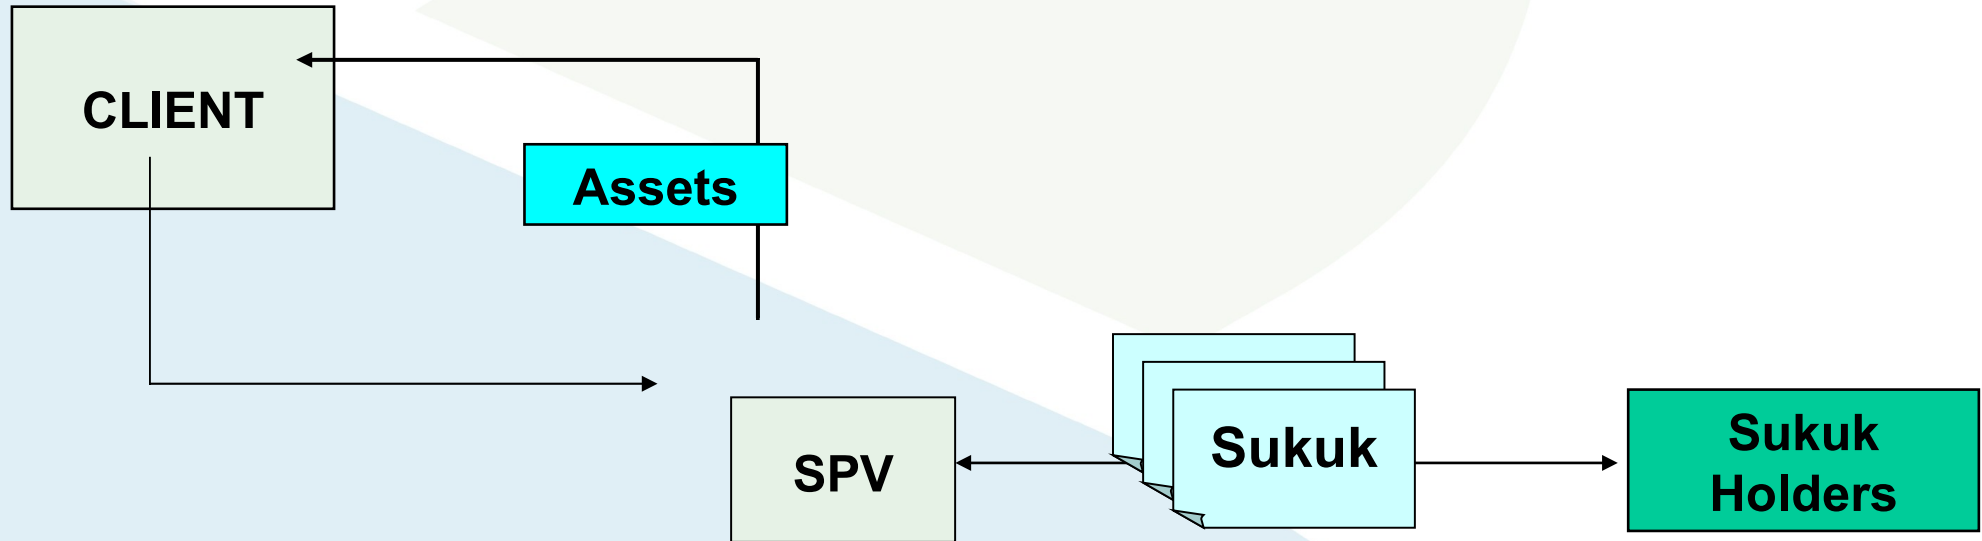 CLIENT
Assets
Sukuk
SPV
Sukuk
Holders